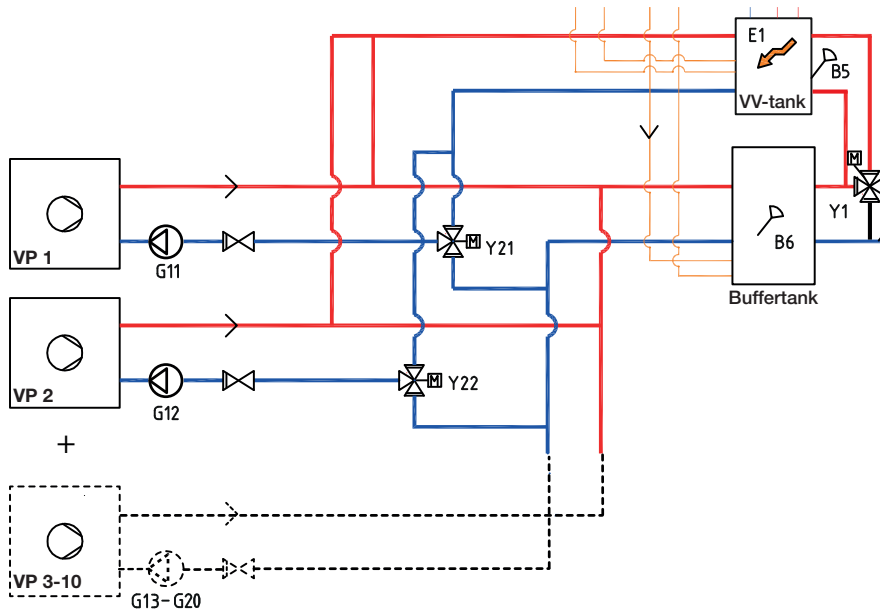 E1
B5
VV-tank
M
Y1
VP 1
G11
M
Y21
B6
Buffertank
VP 2
G12
M
Y22
+
VP 3-10
G13-G20